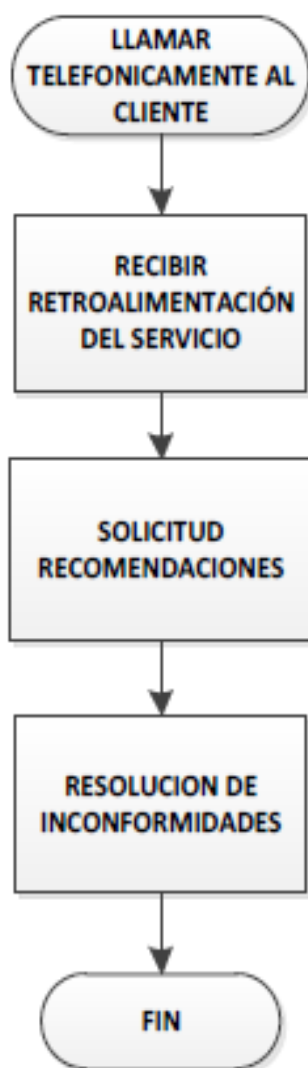 LLAMAR
TELEFONICAMENTE AL
CLIENTE
RECIBIR
RETROALIMENTACIÓN
DEL SERVICIO
SOLICITUD
RECOMENDACIONES
RESOLUCION DE
INCONFORMIDADES
FIN